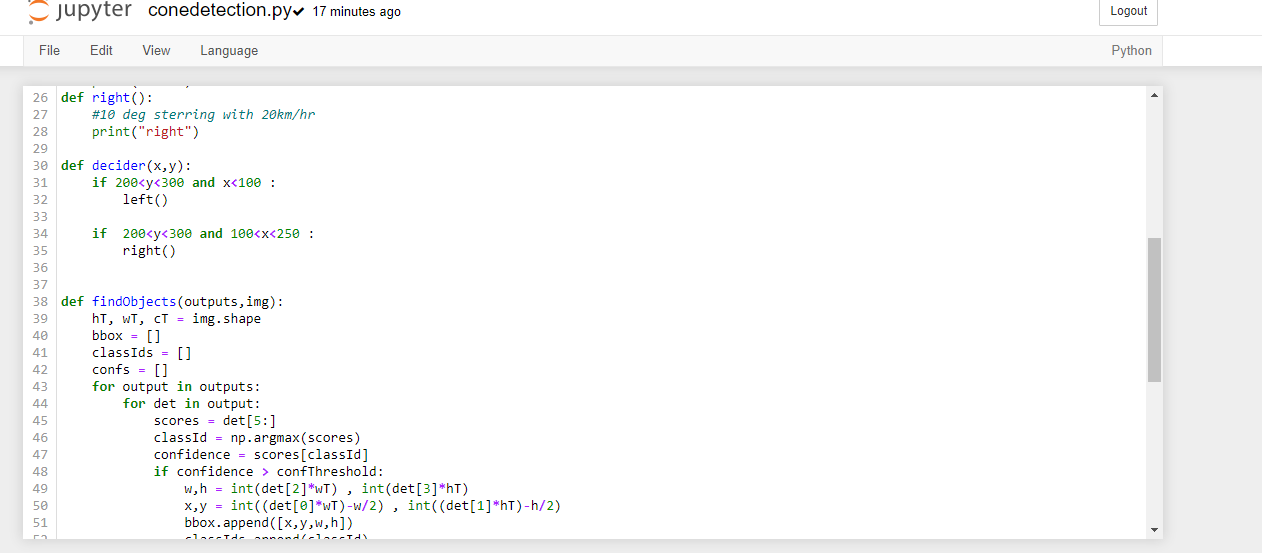 jupyter conedetection.py✔ 17 minutes ago Logout
File Edit View Language Python
26 def right():
27     #10 deg sterring with 20km/hr
28     print("right")
29
30 def decider(x,y):
31     if 200<y<300 and x<100 :
32         left()
33
34     if  200<y<300 and 100<x<250 :
35         right()
36
37
38 def findObjects(outputs,img):
39     hT, wT, cT = img.shape
40     bbox = []
41     classIds = []
42     confs = []
43     for output in outputs:
44         for det in output:
45             scores = det[5:]
46             classId = np.argmax(scores)
47             confidence = scores[classId]
48             if confidence > confThreshold:
49                 w,h = int(det[2]*wT) , int(det[3]*hT)
50                 x,y = int((det[0]*wT)-w/2) , int((det[1]*hT)-h/2)
51                 bbox.append([x,y,w,h])
52                 classIds.append(classId)